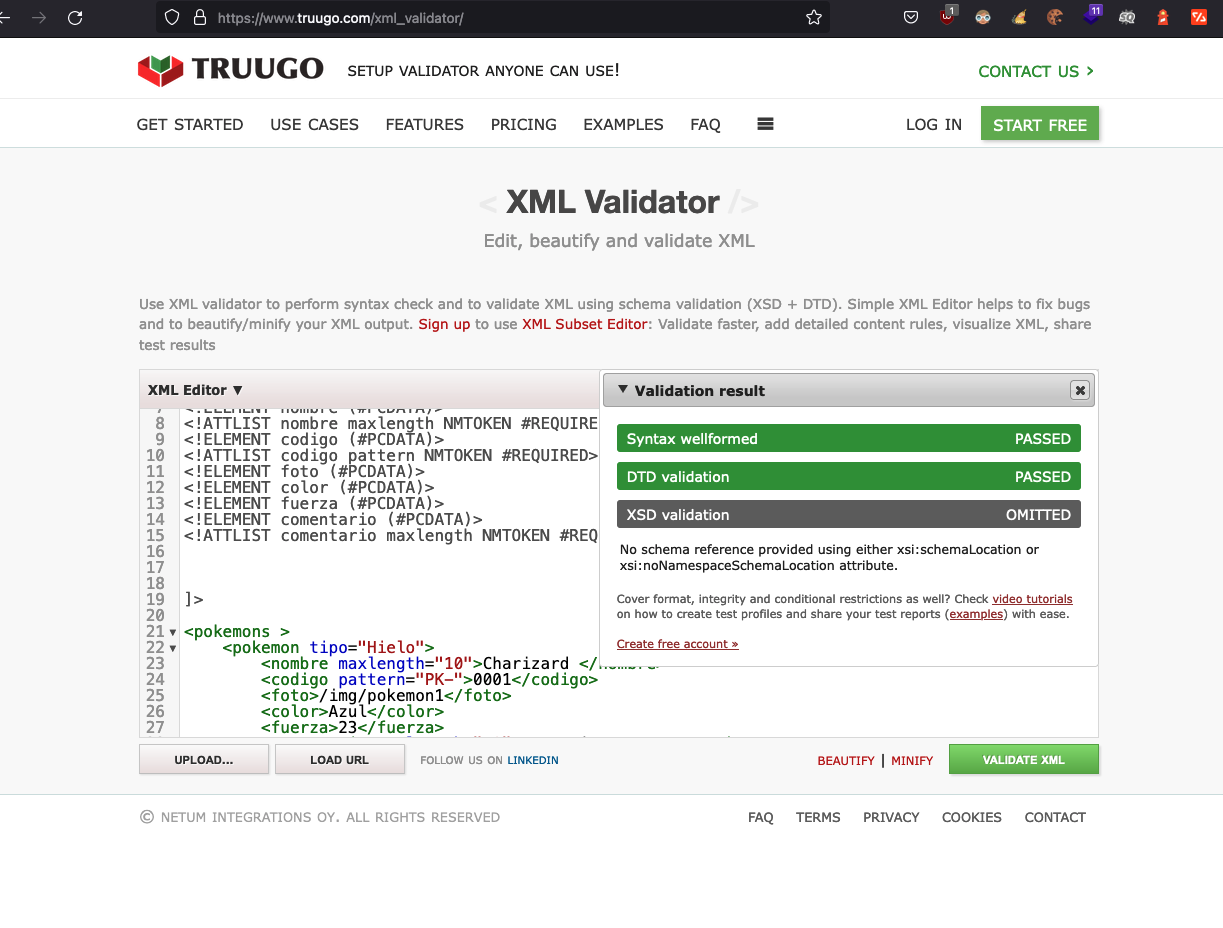 https://www.truugo.com/xml_validator/
1
11
TRUUGO
SETUP VALIDATOR ANYONE CAN USE!
CONTACT US >
GET STARTED
USE CASES
FEATURES
PRICING
EXAMPLES
FAQ
LOG IN
START FREE
< XML Validator />
Edit, beautify and validate XML
Use XML validator to perform syntax check and to validate XML using schema validation (XSD + DTD). Simple XML Editor helps to fix bugs
and to beautify/minify your XML output. Sign up to use XML Subset Editor: Validate faster, add detailed content rules, visualize XML, share
test results
XML Editor ▼
7 <!ELEMENT nombre (#PCDATA)>
8 <!ATTLIST nombre maxlength NMTOKEN #REQUIRE
9 <!ELEMENT codigo (#PCDATA)>
10 <!ATTLIST codigo pattern NMTOKEN #REQUIRED>
11 <!ELEMENT foto (#PCDATA)>
12 <!ELEMENT color (#PCDATA)>
13 <!ELEMENT fuerza (#PCDATA)>
14 <!ELEMENT comentario (#PCDATA)>
15 <!ATTLIST comentario maxlength NMTOKEN #REQ
16
17
18
19 ]>
20
21 <pokemons >
22 <pokemon tipo="Hielo">
23 <nombre maxlength="10">Charizard </nombre>
24 <codigo pattern="PK-">0001</codigo>
25 <foto>/img/pokemon1</foto>
26 <color>Azul</color>
27 <fuerza>23</fuerza>
▼ Validation result
Syntax wellformed PASSED
DTD validation PASSED
XSD validation OMITTED
No schema reference provided using either xsi:schemaLocation or
xsi:noNamespaceSchemaLocation attribute.
Cover format, integrity and conditional restrictions as well? Check video tutorials
on how to create test profiles and share your test reports (examples) with ease.
Create free account »
UPLOAD...
LOAD URL
FOLLOW US ON LINKEDIN
BEAUTIFY | MINIFY
VALIDATE XML
© NETUM INTEGRATIONS OY. ALL RIGHTS RESERVED
FAQ
TERMS
PRIVACY
COOKIES
CONTACT